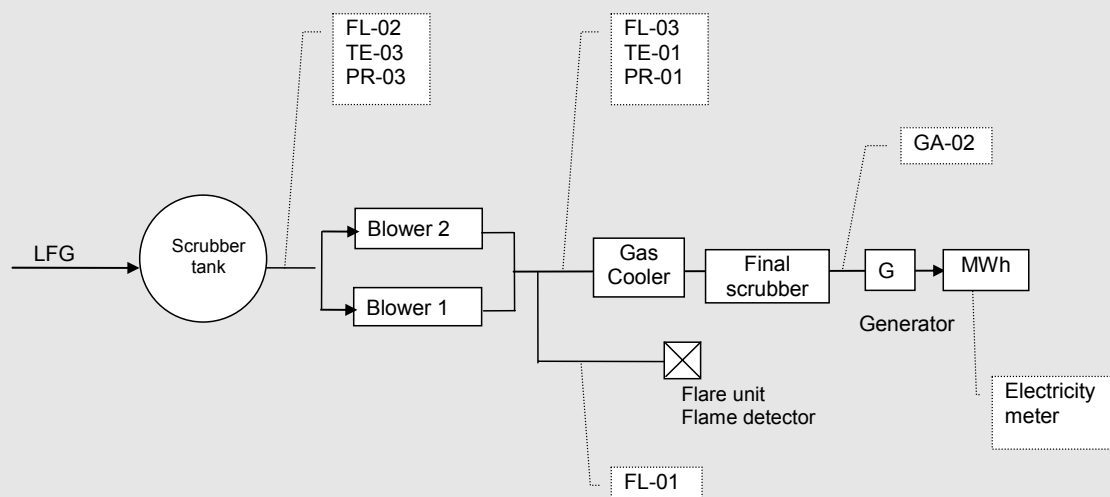 FL-02
TE-03
PR-03
FL-03
TE-01
PR-01
GA-02
LFG
Scrubber
tank
Blower 2
Blower 1
Gas
Cooler
Final
scrubber
G
MWh
Generator
Flare unit
Flame detector
Electricity
meter
FL-01